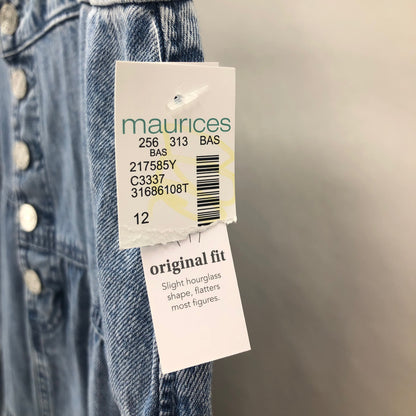 maurices
256 313 BAS
BAS
217585Y
C3337
31686108T
12
original fit
Slight hourglass
shape, flatters
most figures.